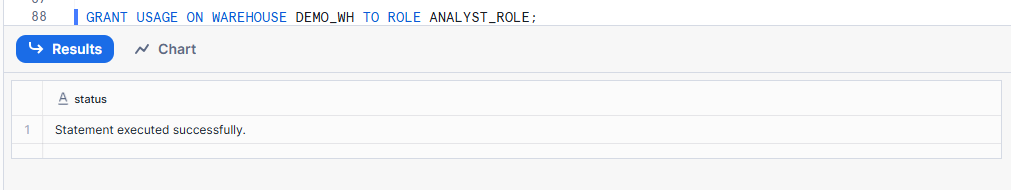 88 GRANT USAGE ON WAREHOUSE DEMO_WH TO ROLE ANALYST_ROLE;
Results Chart
A status
1 Statement executed successfully.